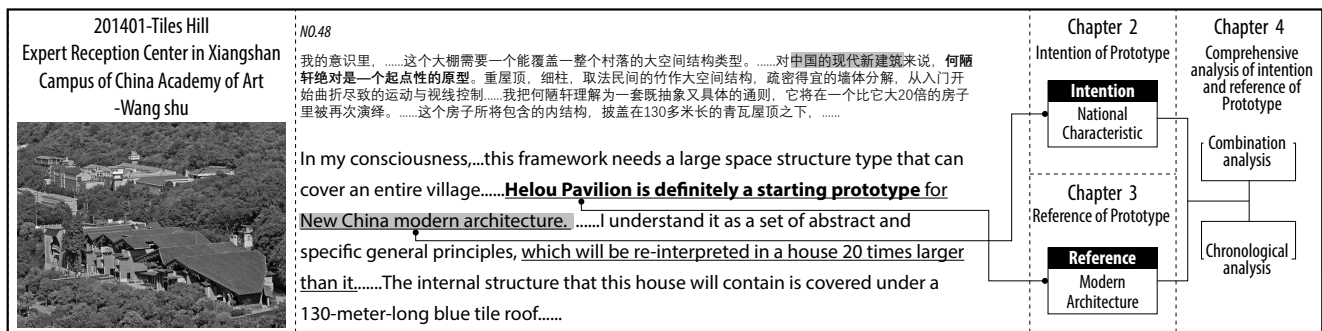 201401-Tiles Hill
Expert Reception Center in Xiangshan
Campus of China Academy of Art
-Wang shu
NO.48
我的意识里，......这个大棚需要一个能覆盖一整个村落的大空间结构类型。......对中国的现代新建筑来说，何陋
轩绝对是一个起点性的原型。重屋顶，细柱，取法民间的竹作大空间结构，疏密得宜的墙体分解，从入门开
始曲折尽致的运动与视线控制......我把何陋轩理解为一套既抽象又具体的通则，它将在一个比它大20倍的房子
里被再次演绎。......这个房子所将包含的内结构，披盖在130多米长的青瓦屋顶之下，......
In my consciousness,...this framework needs a large space structure type that can
cover an entire village......Helou Pavilion is definitely a starting prototype for
New China modern architecture. ......I understand it as a set of abstract and
specific general principles, which will be re-interpreted in a house 20 times larger
than it......The internal structure that this house will contain is covered under a
130-meter-long blue tile roof......
Chapter 2
Intention of Prototype
Intention
National
Characteristic
Chapter 3
Reference of Prototype
Reference
Modern
Architecture
Chapter 4
Comprehensive
analysis of intention
and reference of
Prototype
Combination
analysis
Chronological
analysis